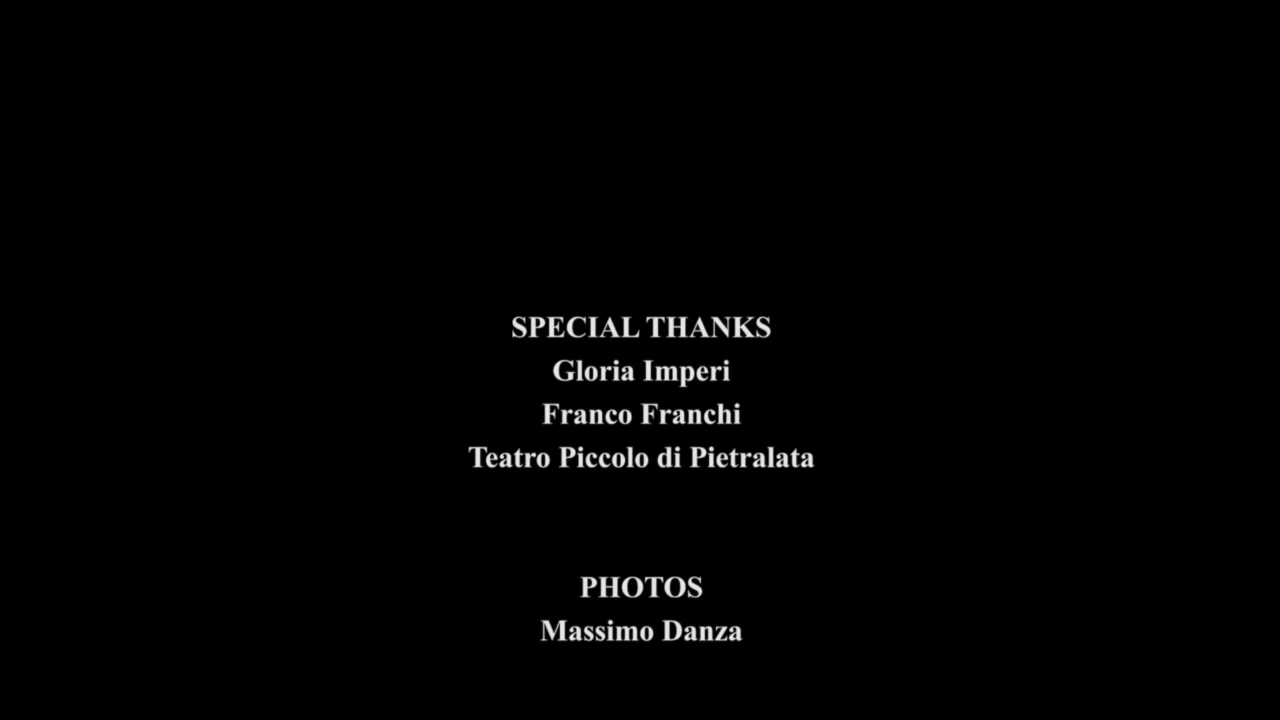 SPECIAL THANKS
Gloria Imperi
Franco Franchi
Teatro Piccolo di Pietralata
PHOTOS
Massimo Danza